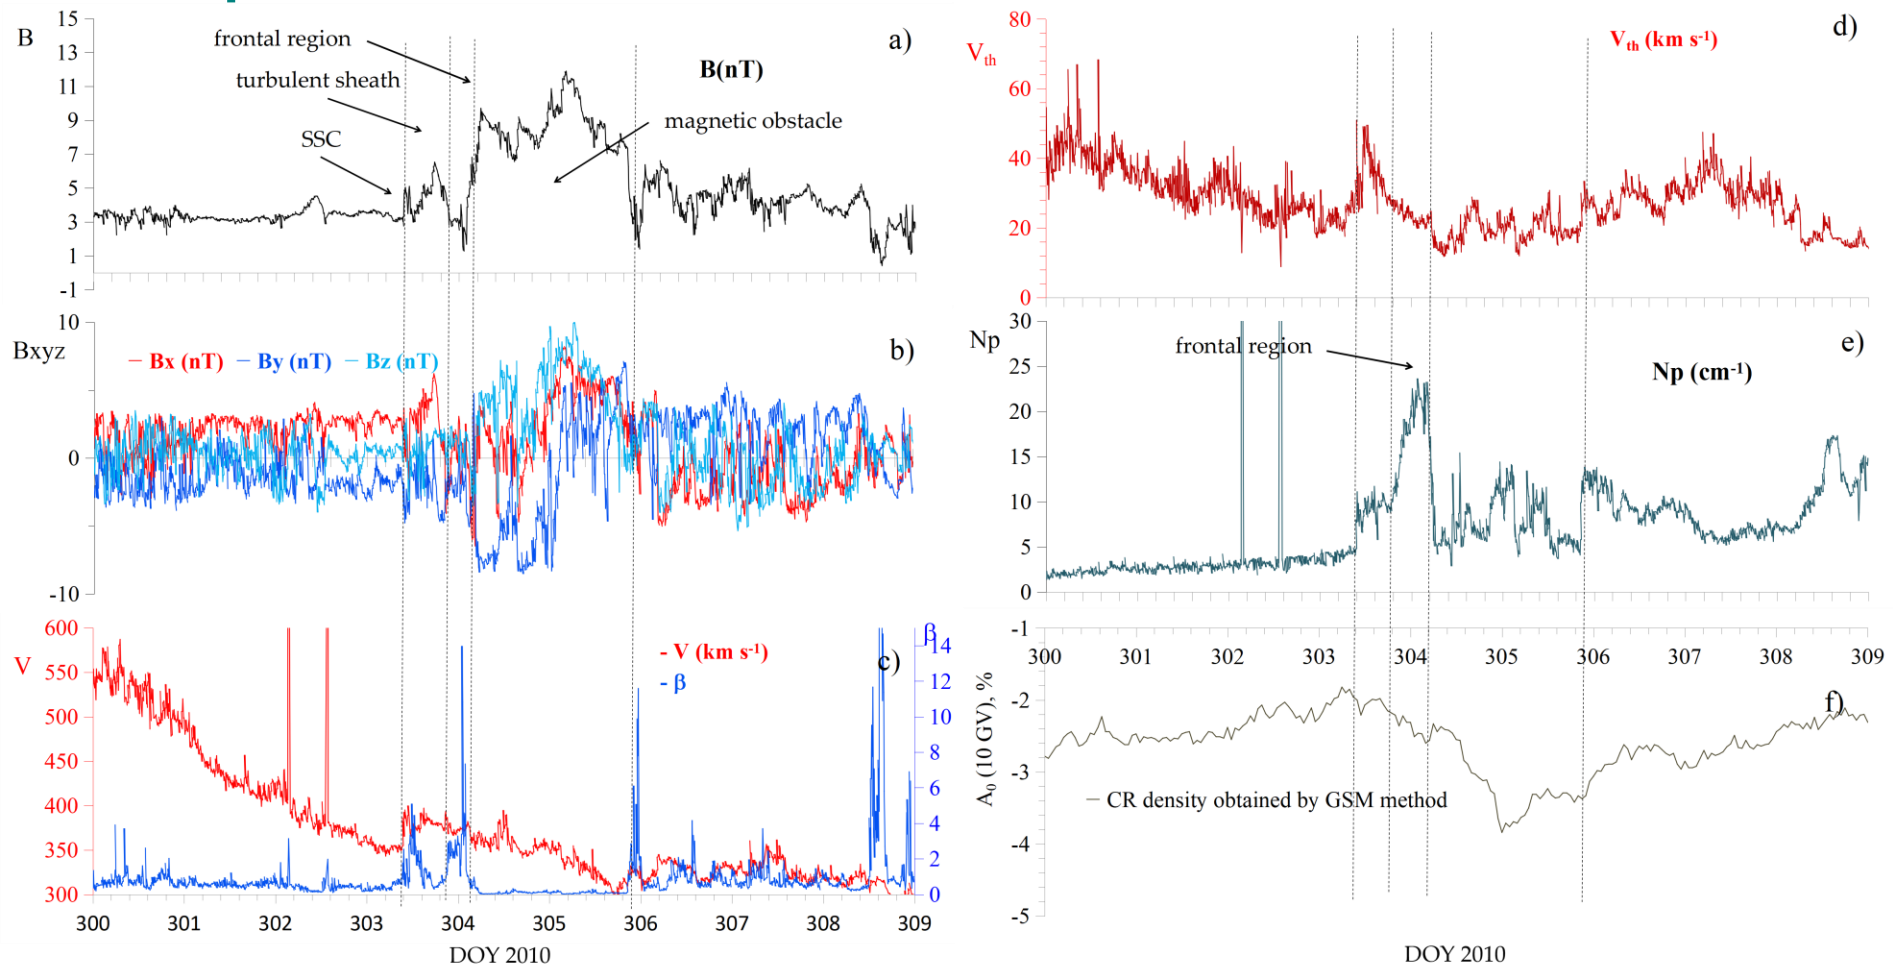 B
15
13
11
9
7
5
3
1
-1
frontal region
turbulent sheath
SSC
magnetic obstacle
B(nT)
a)
Bxyz
10
0
-10
Bx (nT) By (nT) Bz (nT)
b)
V
600
550
500
450
400
350
300
- V (km s-1)
- β
c)
β
14
12
10
8
6
4
2
0
300 301 302 303 304 305 306 307 308 309
DOY 2010
Vth
80
60
40
20
0
Vth (km s-1)
d)
Np
30
25
20
15
10
5
0
frontal region
Np (cm-1)
e)
-1
300 301 302 303 304 305 306 307 308 309
-2
-3
-4
-5
A0 (10 GV), %
CR density obtained by GSM method
f)
DOY 2010